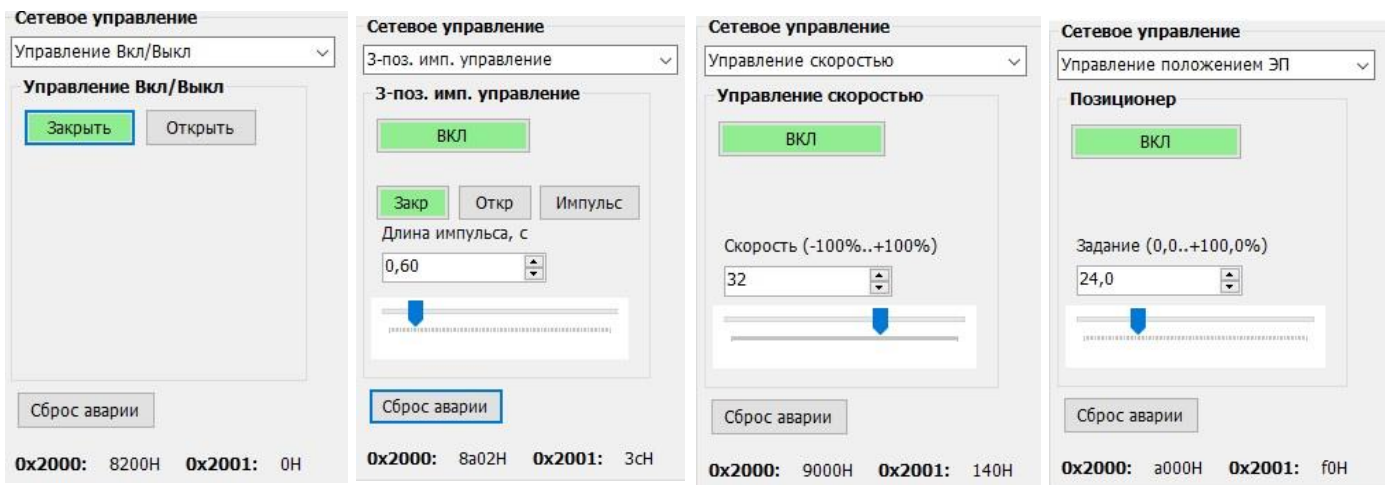 Сетевое управление
Управление Вкл/Выкл
Управление Вкл/Выкл
Закрыть Открыть
Сброс аварии
0x2000: 8200H 0x2001: 0H
Сетевое управление
3-поз. имп. управление
3-поз. имп. управление
ВКЛ
Закр Откр Импульс
Длина импульса, с
0,60
Сброс аварии
0x2000: 8a02H 0x2001: 3cH
Сетевое управление
Управление скоростью
Управление скоростью
ВКЛ
Скорость (-100%..+100%)
32
Сброс аварии
0x2000: 9000H 0x2001: 140H
Сетевое управление
Управление положением ЭП
Позиционер
ВКЛ
Задание (0,0..+100,0%)
24,0
Сброс аварии
0x2000: a000H 0x2001: f0H